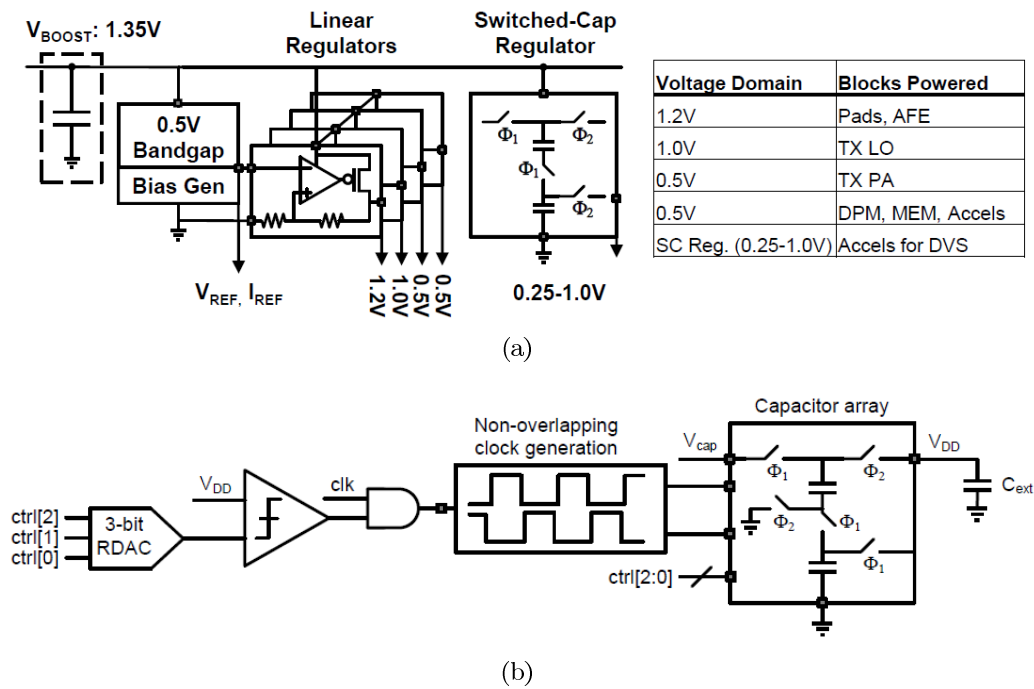 V_BOOST: 1.35V
Linear
Regulators
Switched-Cap
Regulator
0.5V
Bandgap
Bias Gen
Φ1
Φ2
Φ1
Φ2
V_REF, I_REF
1.2V
1.0V
0.5V
0.5V
0.25-1.0V
Voltage Domain Blocks Powered
1.2V Pads, AFE
1.0V TX LO
0.5V TX PA
0.5V DPM, MEM, Accels
SC Reg. (0.25-1.0V) Accels for DVS
(a)
ctrl[2]
ctrl[1]
ctrl[0]
3-bit
RDAC
V_DD
clk
Non-overlapping
clock generation
Capacitor array
V_cap
Φ1
Φ2
V_DD
C_ext
Φ2
Φ1
Φ1
ctrl[2:0]
(b)